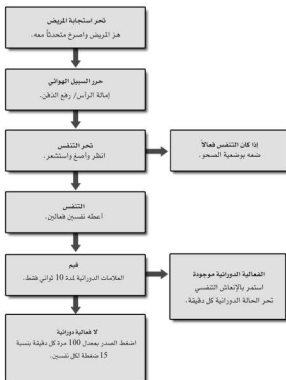 تحر استجابة المريض
هز المريض واصرخ متحدثاً معه.
حرر السبيل الهوائي
إمالة الرأس/ رفع الذقن.
تحر التنفس
انظر وأصغ واستشعر.
إذا كان التنفس فعالاً
ضعه بوضعية الصحو.
التنفس
أعطه نفسين فعالين.
قيم
العلامات الدورانية لمدة 10 ثواني فقط.
الفعالية الدورانية موجودة
استمر بالإنعاش التنفسي
تحر الحالة الدورانية كل دقيقة.
لا فعالية دورانية
اضغط الصدر بمعدل 100 مرة كل دقيقة بنسبة
15 ضغطة لكل نفسين.